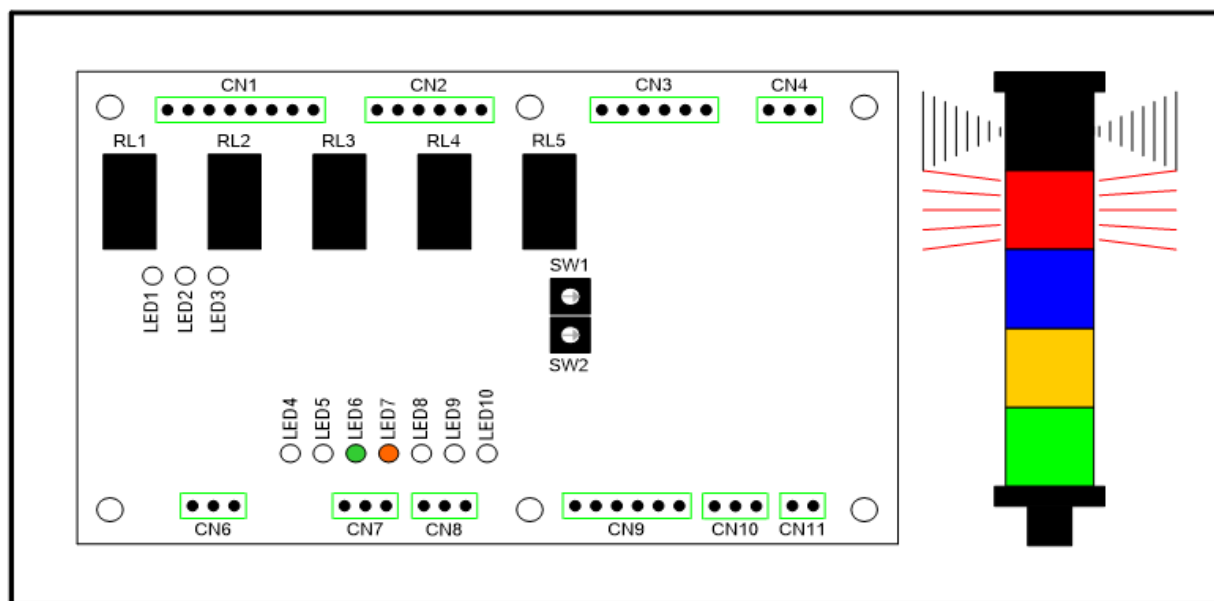 CN1 CN2 CN3 CN4
RL1 RL2 RL3 RL4 RL5
SW1
LED1 LED2 LED3
SW2
LED4 LED5 LED6 LED7 LED8 LED9 LED10
CN6 CN7 CN8 CN9 CN10 CN11